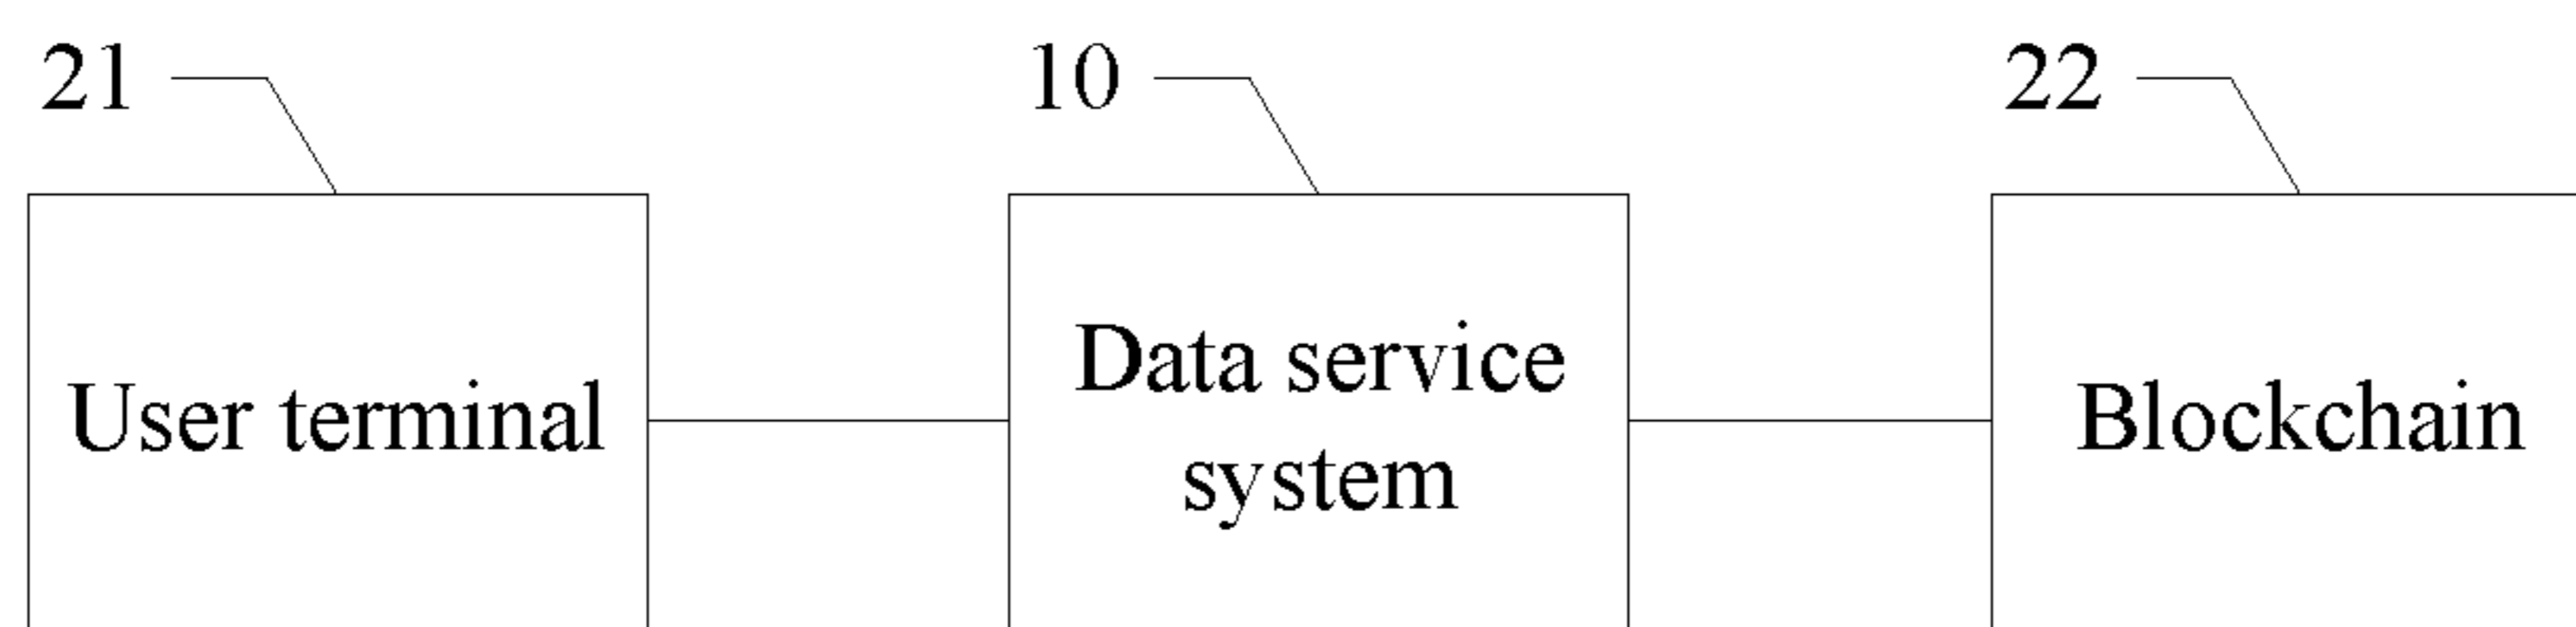 21
10
22
User terminal
Data service
system
Blockchain